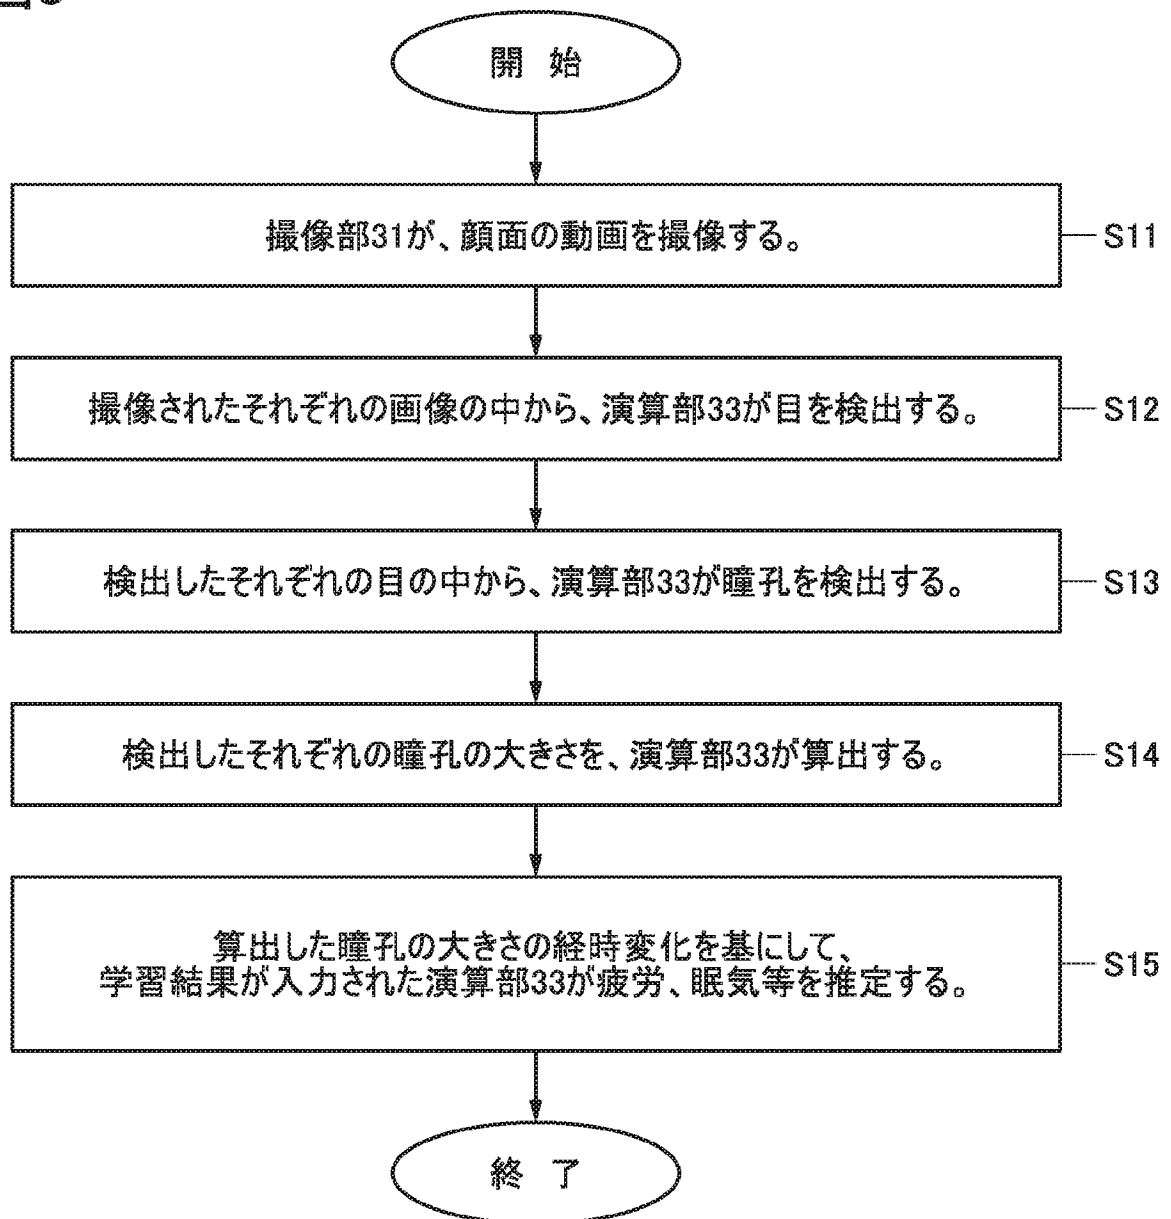 開 始
撮像部31が、顔面の動画を撮像する。
S11
撮像されたそれぞれの画像の中から、演算部33が目を検出する。
S12
検出したそれぞれの目の中から、演算部33が瞳孔を検出する。
S13
検出したそれぞれの瞳孔の大きさを、演算部33が算出する。
S14
算出した瞳孔の大きさの経時変化を基にして、
学習結果が入力された演算部33が疲労、眠気等を推定する。
S15
終 了